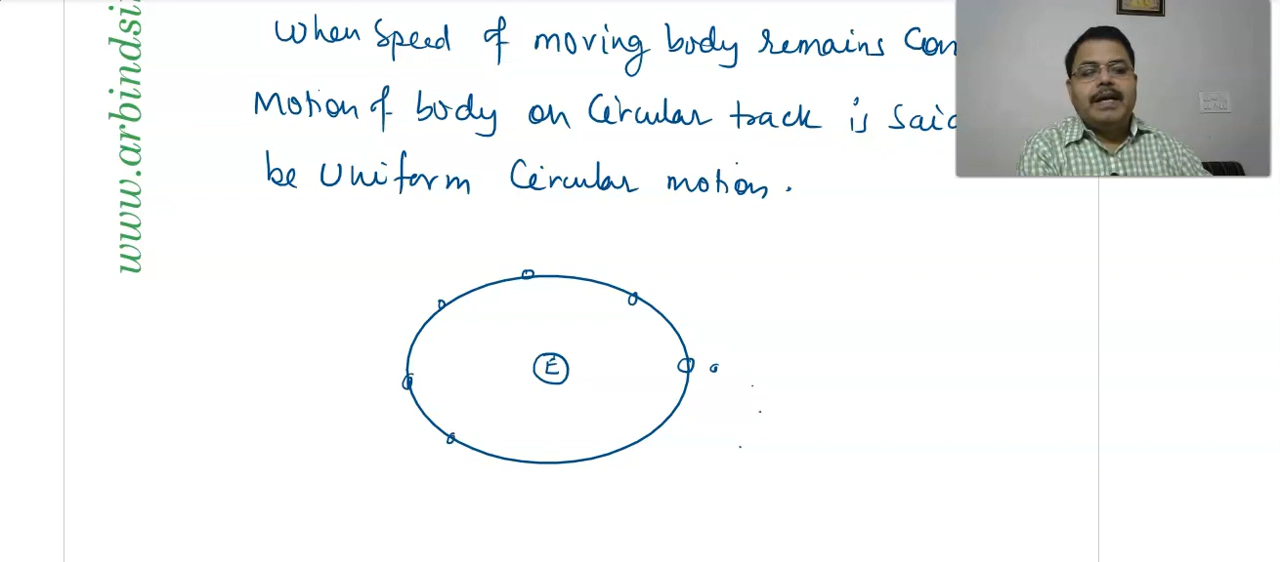 When Speed of moving body remains Con
Motion of body on Circular track is said
be Uniform Circular motion.
www.arbindsi
E